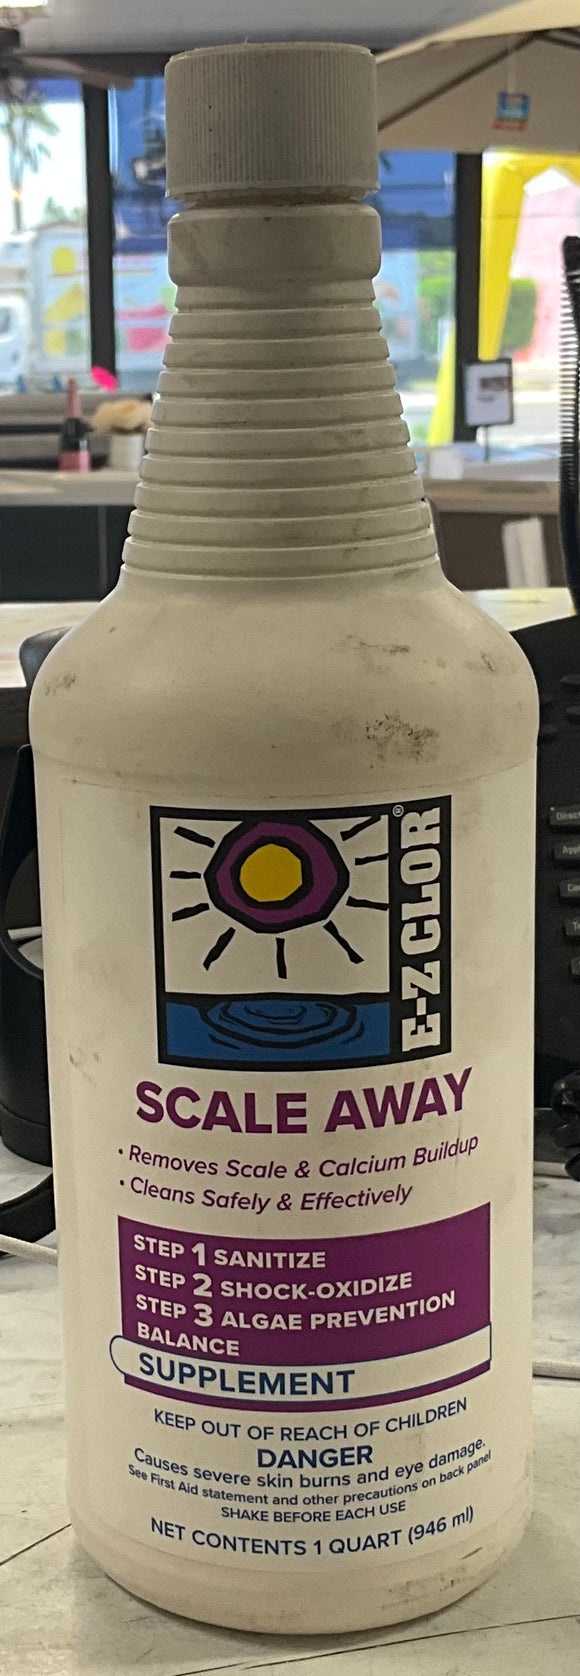 E-Z CLOR®
SCALE AWAY
• Removes Scale & Calcium Buildup
• Cleans Safely & Effectively
STEP 1 SANITIZE
STEP 2 SHOCK-OXIDIZE
STEP 3 ALGAE PREVENTION
BALANCE
SUPPLEMENT
KEEP OUT OF REACH OF CHILDREN
DANGER
Causes severe skin burns and eye damage.
See First Aid statement and other precautions on back panel
SHAKE BEFORE EACH USE
NET CONTENTS 1 QUART (946 ml)